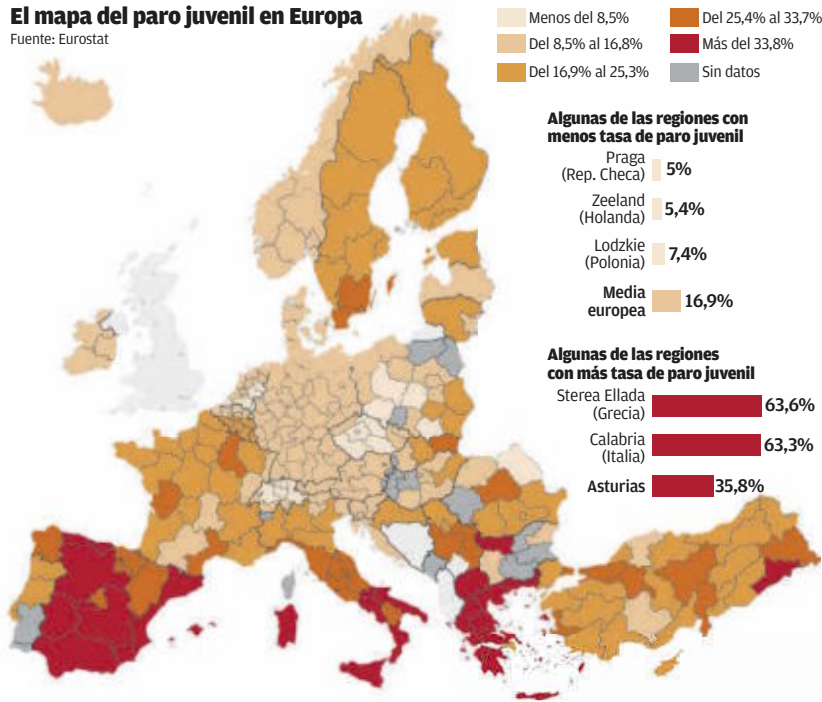 El mapa del paro juvenil en Europa
Fuente: Eurostat
Menos del 8,5%
Del 8,5% al 16,8%
Del 16,9% al 25,3%
Del 25,4% al 33,7%
Más del 33,8%
Sin datos
Algunas de las regiones con
menos tasa de paro juvenil
Praga
(Rep. Checa)
5%
Zeeland
(Holanda)
5,4%
Lodzkie
(Polonia)
7,4%
Media
europea
16,9%
Algunas de las regiones
con más tasa de paro juvenil
Sterea Ellada
(Grecia)
63,6%
Calabria
(Italia)
63,3%
Asturias
35,8%